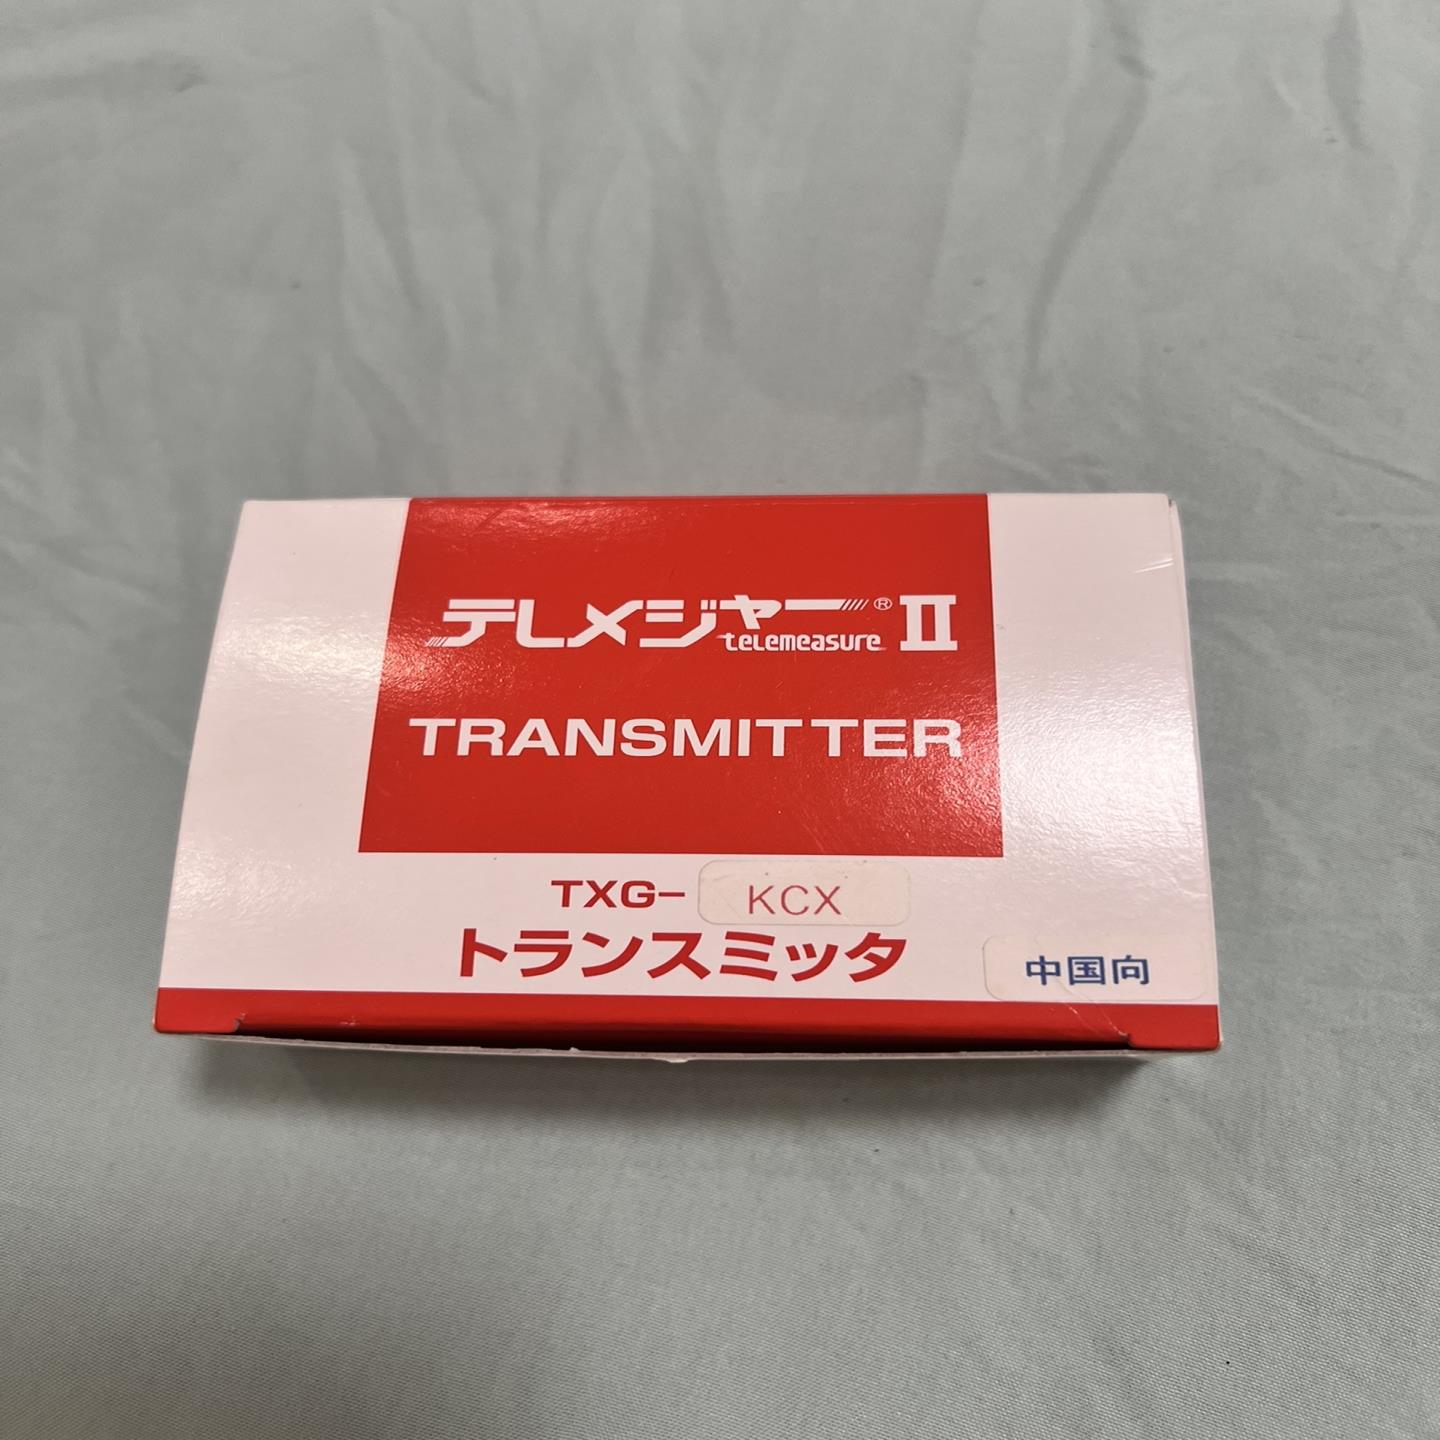 テレメジャー® II
telemeasure
TRANSMITTER
TXG- KCX
トランスミッタ
中国向